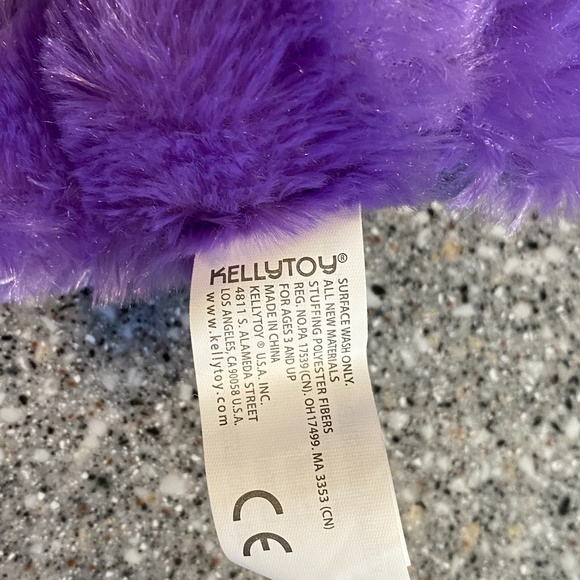 KELLYTOY®
SURFACE WASH ONLY.
ALL NEW MATERIALS
STUFFING POLYESTER FIBERS
REG. NO.PA 17539 (CN). OH17499. MA 3353 (CN)
FOR AGES 3 AND UP
MADE IN CHINA
KELLYTOY ® U.S.A. INC.
4811 S. ALAMEDA STREET
LOS ANGELES, CA 90058 U.S.A.
www.kellytoy.com
CE